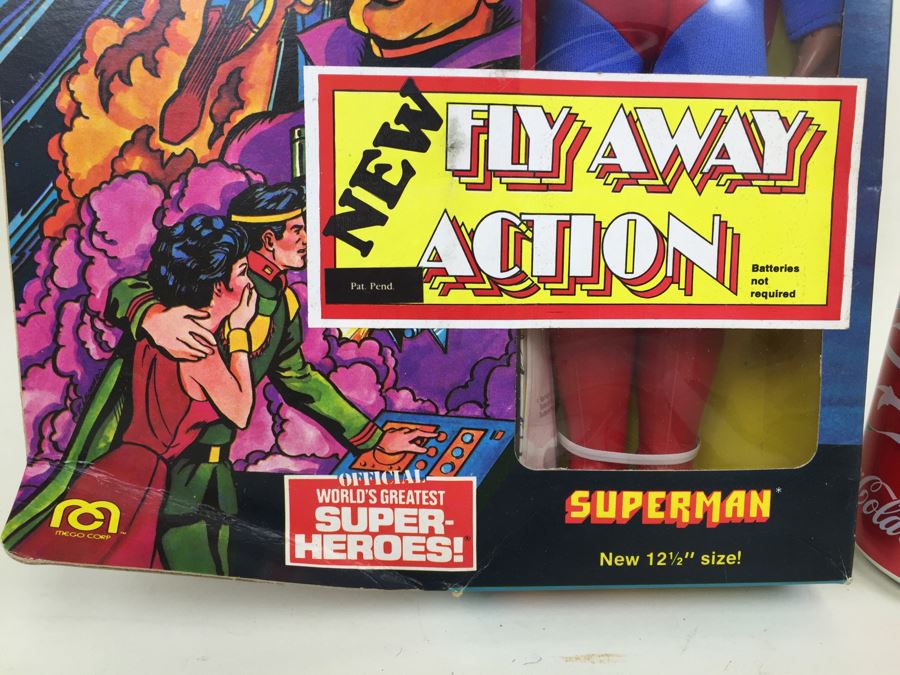 NEW
FLY AWAY
ACTION
Pat. Pend.
Batteries
not
required
MEGO CORP ™
OFFICIAL
WORLD'S GREATEST
SUPER-
HEROES!®
SUPERMAN*
New 12½" size!